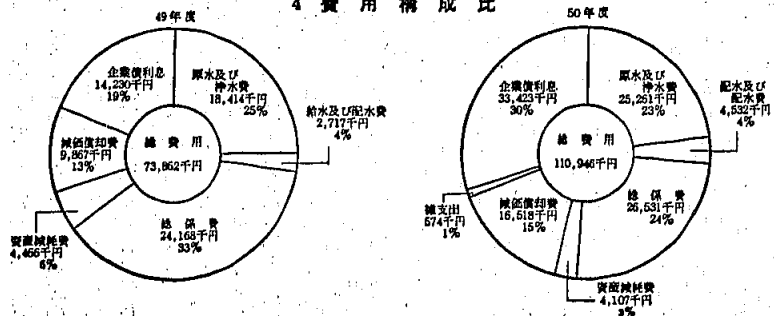 4 費用構成比
49年度
企業債利息
14,230千円
19%
原水及び
浄水費
18,414千円
25%
給水及び配水費
2,717千円
4%
減価償却費
9,867千円
13%
総費用
73,862千円
資産減耗費
4,466千円
6%
総係費
24,168千円
33%
50年度
企業債利息
33,423千円
30%
原水及び
浄水費
25,261千円
23%
配水及び
配水費
4,532千円
4%
総費用
110,946千円
雑支出
574千円
1%
減価償却費
16,518千円
15%
総係費
26,531千円
24%
資産減耗費
4,107千円
3%